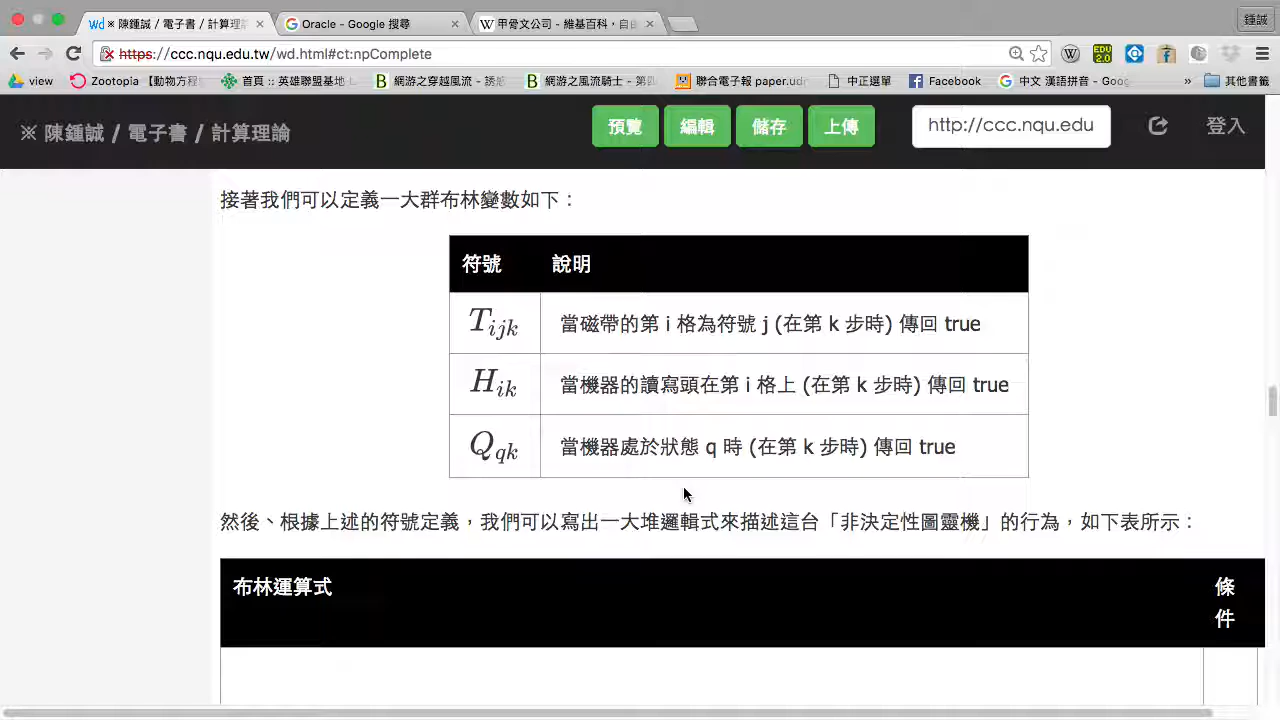 wd ※ 陳鍾誠 / 電子書 / 計算理論
Oracle - Google 搜尋
甲骨文公司 - 維基百科，自由
鍾誠
https://ccc.nqu.edu.tw/wd.html#ct:npComplete
view
Zootopia 【動物方程
首頁 :: 英雄聯盟基地
網游之穿越風流 - 誘惑
網游之風流騎士 - 第四
聯合電子報 paper.udn
中正選單
Facebook
中文 漢語拼音 - Goog
»
其他書籤
※ 陳鍾誠 / 電子書 / 計算理論
預覽
編輯
儲存
上傳
http://ccc.nqu.edu
登入
接著我們可以定義一大群布林變數如下：
符號 說明
T_ijk 當磁帶的第 i 格為符號 j (在第 k 步時) 傳回 true
H_ik 當機器的讀寫頭在第 i 格上 (在第 k 步時) 傳回 true
Q_qk 當機器處於狀態 q 時 (在第 k 步時) 傳回 true
然後、根據上述的符號定義，我們可以寫出一大堆邏輯式來描述這台「非決定性圖靈機」的行為，如下表所示：
布林運算式 條
件